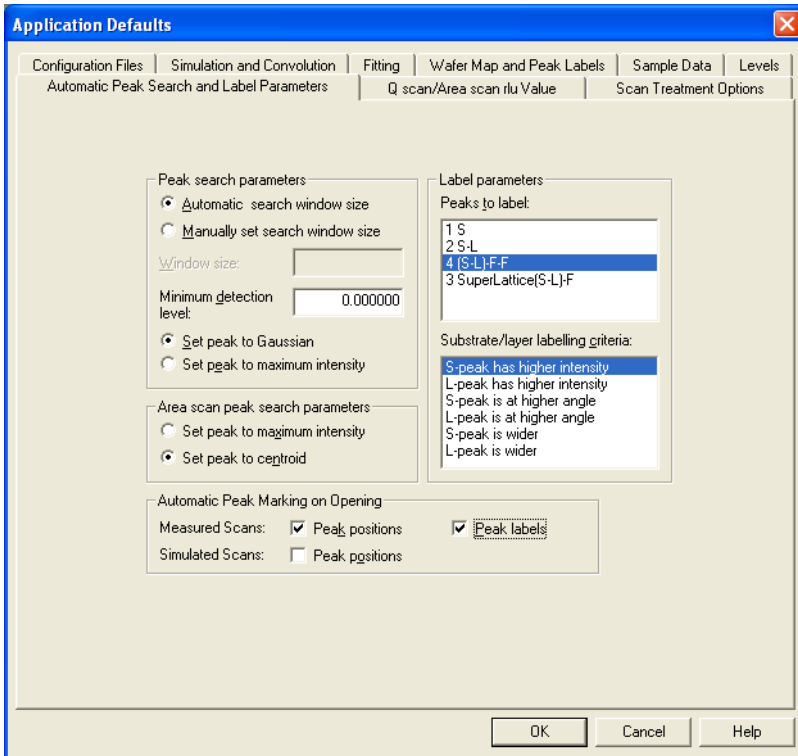 Application Defaults
Configuration Files Simulation and Convolution Fitting Wafer Map and Peak Labels Sample Data Levels
Automatic Peak Search and Label Parameters Q scan/Area scan rlu Value Scan Treatment Options
Peak search parameters
Automatic search window size
Manually set search window size
Window size:
Minimum detection
level:
0.000000
Set peak to Gaussian
Set peak to maximum intensity
Area scan peak search parameters
Set peak to maximum intensity
Set peak to centroid
Label parameters
Peaks to label:
1 S
2 S-L
4 (S-L)-F-F
3 SuperLattice(S-L)-F
Substrate/layer labelling criteria:
S-peak has higher intensity
L-peak has higher intensity
S-peak is at higher angle
L-peak is at higher angle
S-peak is wider
L-peak is wider
Automatic Peak Marking on Opening
Measured Scans: Peak positions Peak labels
Simulated Scans: Peak positions
OK Cancel Help